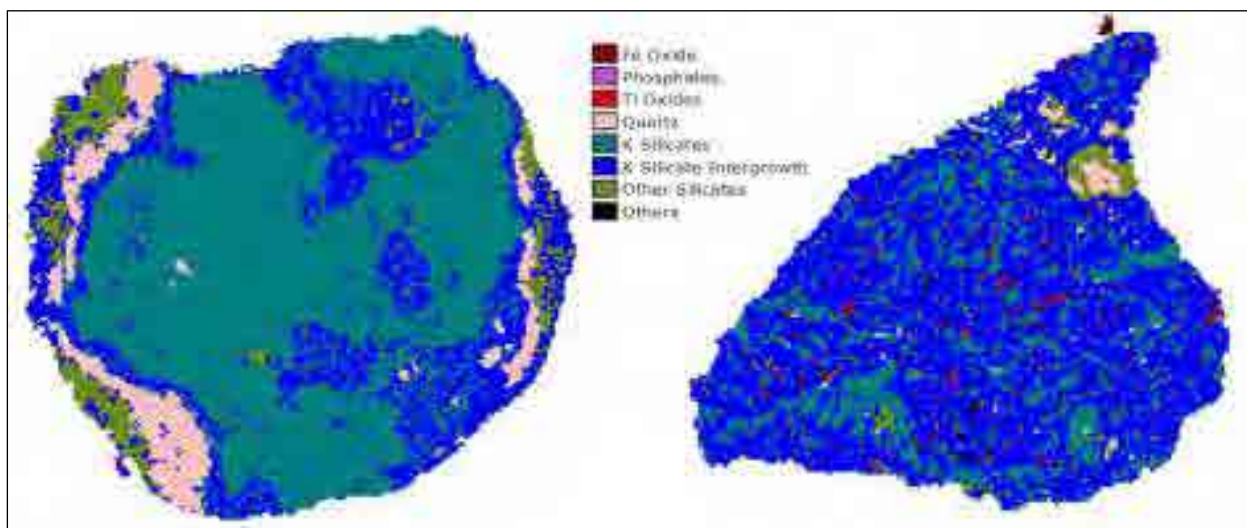 Fe Oxide
Phosphates
Ti Oxides
Quartz
K Silicates
K Silicate Intergrowth
Other Silicates
Others